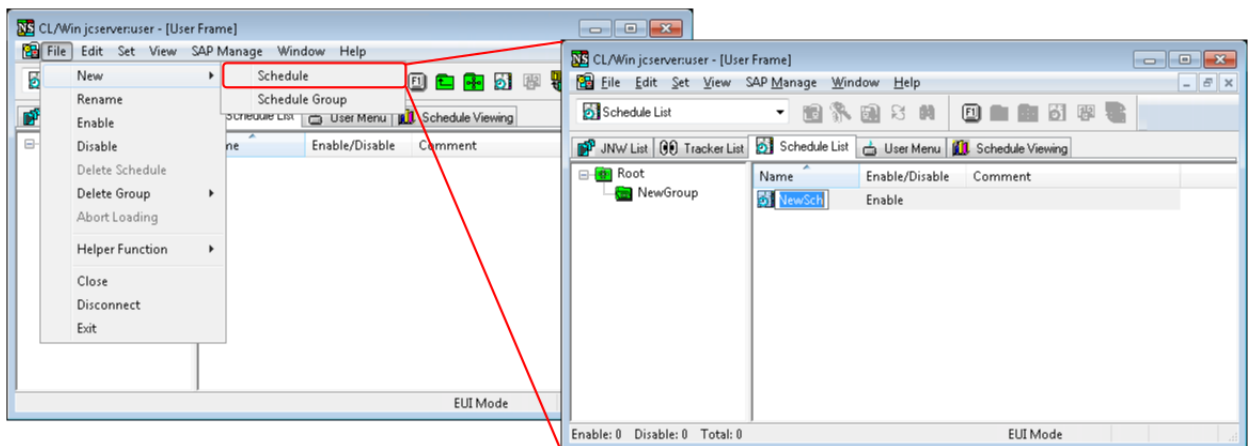 CL/Win jcserver:user - [User Frame]
File Edit Set View SAP Manage Window Help
New
Rename
Enable
Disable
Delete Schedule
Delete Group
Abort Loading
Helper Function
Close
Disconnect
Exit
Schedule
Schedule Group
Schedule List User Menu Schedule Viewing
me Enable/Disable Comment
EUI Mode
CL/Win jcserver:user - [User Frame]
File Edit Set View SAP Manage Window Help
Schedule List
JNW List Tracker List Schedule List User Menu Schedule Viewing
Root
NewGroup
Name Enable/Disable Comment
NewSch Enable
Enable: 0 Disable: 0 Total: 0 EUI Mode